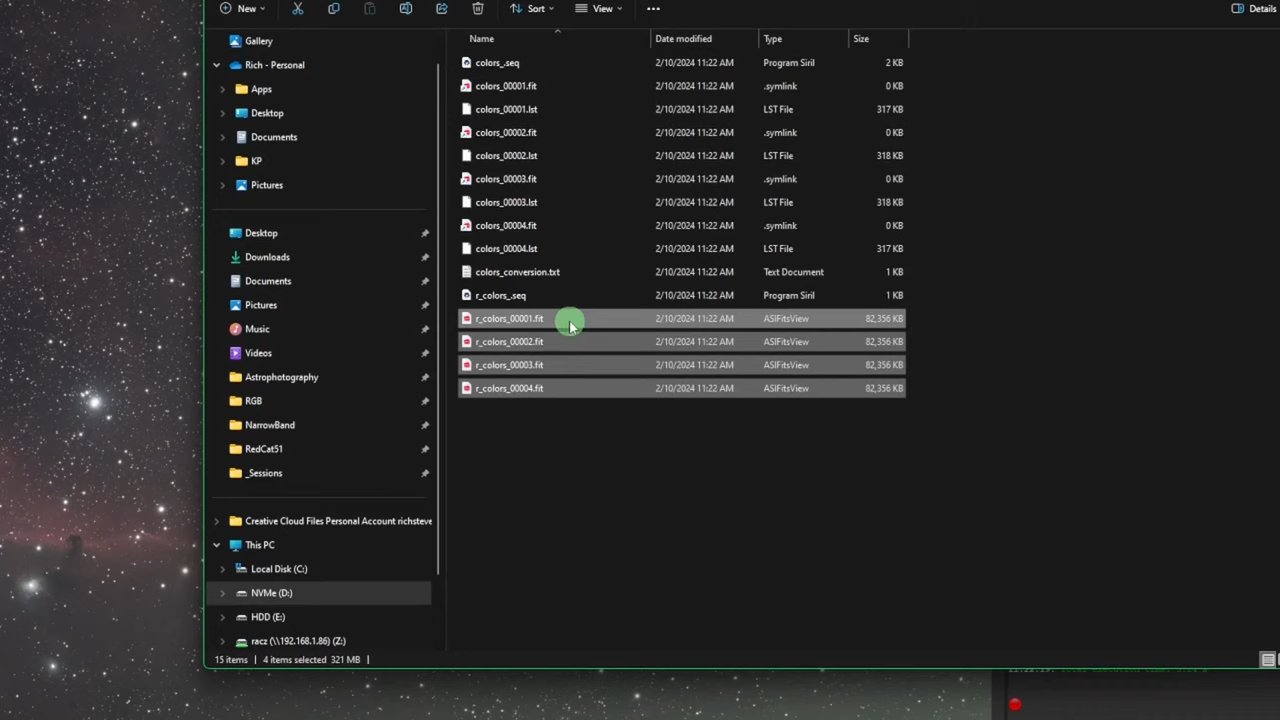 New Sort View ••• Details
Name Date modified Type Size
Gallery
Rich - Personal
Apps
Desktop
Documents
KP
Pictures
Desktop
Downloads
Documents
Pictures
Music
Videos
Astrophotography
RGB
NarrowBand
RedCat51
_Sessions
Creative Cloud Files Personal Account richsteve
This PC
Local Disk (C:)
NVMe (D:)
HDD (E:)
racz (\\192.168.1.86) (Z:)
colors_.seq 2/10/2024 11:22 AM Program Siril 2 KB
colors_00001.fit 2/10/2024 11:22 AM .symlink 0 KB
colors_00001.lst 2/10/2024 11:22 AM LST File 317 KB
colors_00002.fit 2/10/2024 11:22 AM .symlink 0 KB
colors_00002.lst 2/10/2024 11:22 AM LST File 318 KB
colors_00003.fit 2/10/2024 11:22 AM .symlink 0 KB
colors_00003.lst 2/10/2024 11:22 AM LST File 318 KB
colors_00004.fit 2/10/2024 11:22 AM .symlink 0 KB
colors_00004.lst 2/10/2024 11:22 AM LST File 317 KB
colors_conversion.txt 2/10/2024 11:22 AM Text Document 1 KB
r_colors_.seq 2/10/2024 11:22 AM Program Siril 1 KB
r_colors_00001.fit 2/10/2024 11:22 AM ASIFitsView 82,356 KB
r_colors_00002.fit 2/10/2024 11:22 AM ASIFitsView 82,356 KB
r_colors_00003.fit 2/10/2024 11:22 AM ASIFitsView 82,356 KB
r_colors_00004.fit 2/10/2024 11:22 AM ASIFitsView 82,356 KB
15 items 4 items selected 321 MB